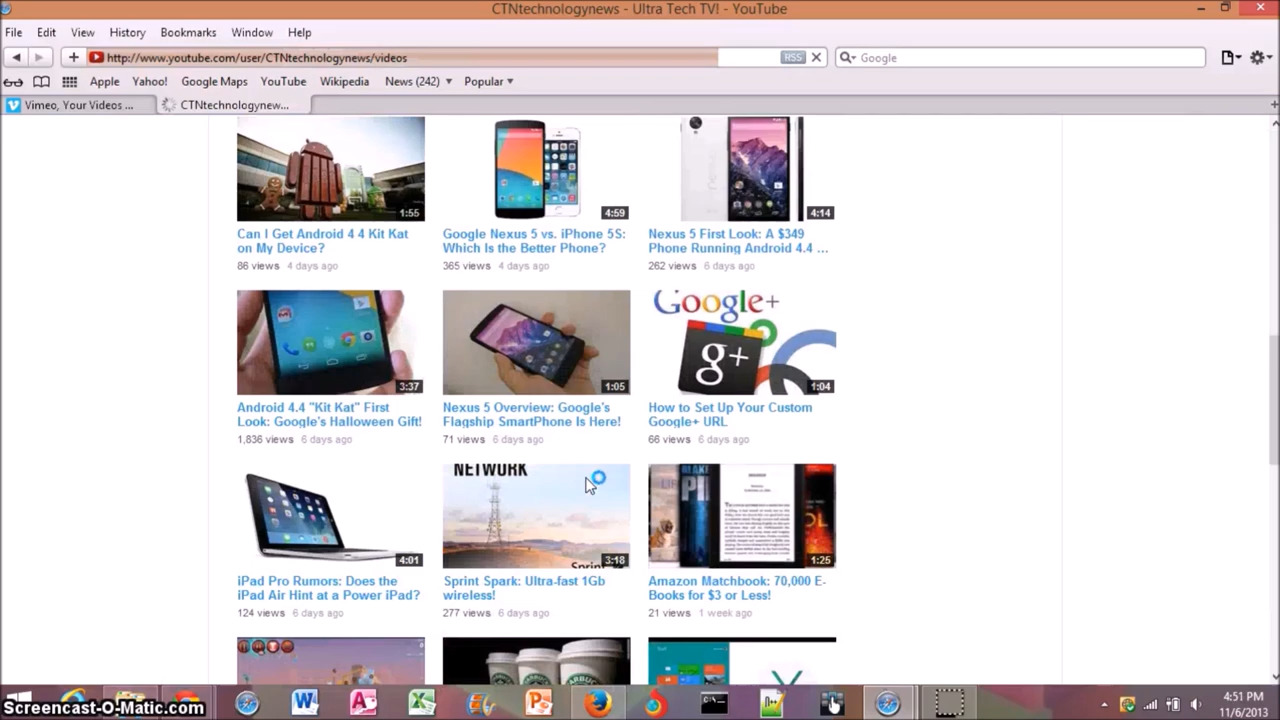 CTNtechnologynews - Ultra Tech TV! - YouTube
File Edit View History Bookmarks Window Help
http://www.youtube.com/user/CTNtechnologynews/videos RSS Google
Apple Yahoo! Google Maps YouTube Wikipedia News (242) Popular
Vimeo, Your Videos ... CTNtechnologynew...
1:55 4:59 4:14
Can I Get Android 4 4 Kit Kat Google Nexus 5 vs. iPhone 5S: Nexus 5 First Look: A $349
on My Device? Which Is the Better Phone? Phone Running Android 4.4 ...
86 views 4 days ago 365 views 4 days ago 262 views 6 days ago
Google+
g+
3:37 1:05 1:04
Android 4.4 "Kit Kat" First Nexus 5 Overview: Google's How to Set Up Your Custom
Look: Google's Halloween Gift! Flagship SmartPhone Is Here! Google+ URL
1,836 views 6 days ago 71 views 6 days ago 66 views 6 days ago
NETWORK
4:01 3:18 1:25
iPad Pro Rumors: Does the Sprint Spark: Ultra-fast 1Gb Amazon Matchbook: 70,000 E-
iPad Air Hint at a Power iPad? wireless! Books for $3 or Less!
124 views 6 days ago 277 views 6 days ago 21 views 1 week ago
4:51 PM
Screencast-O-Matic.com 11/6/2013